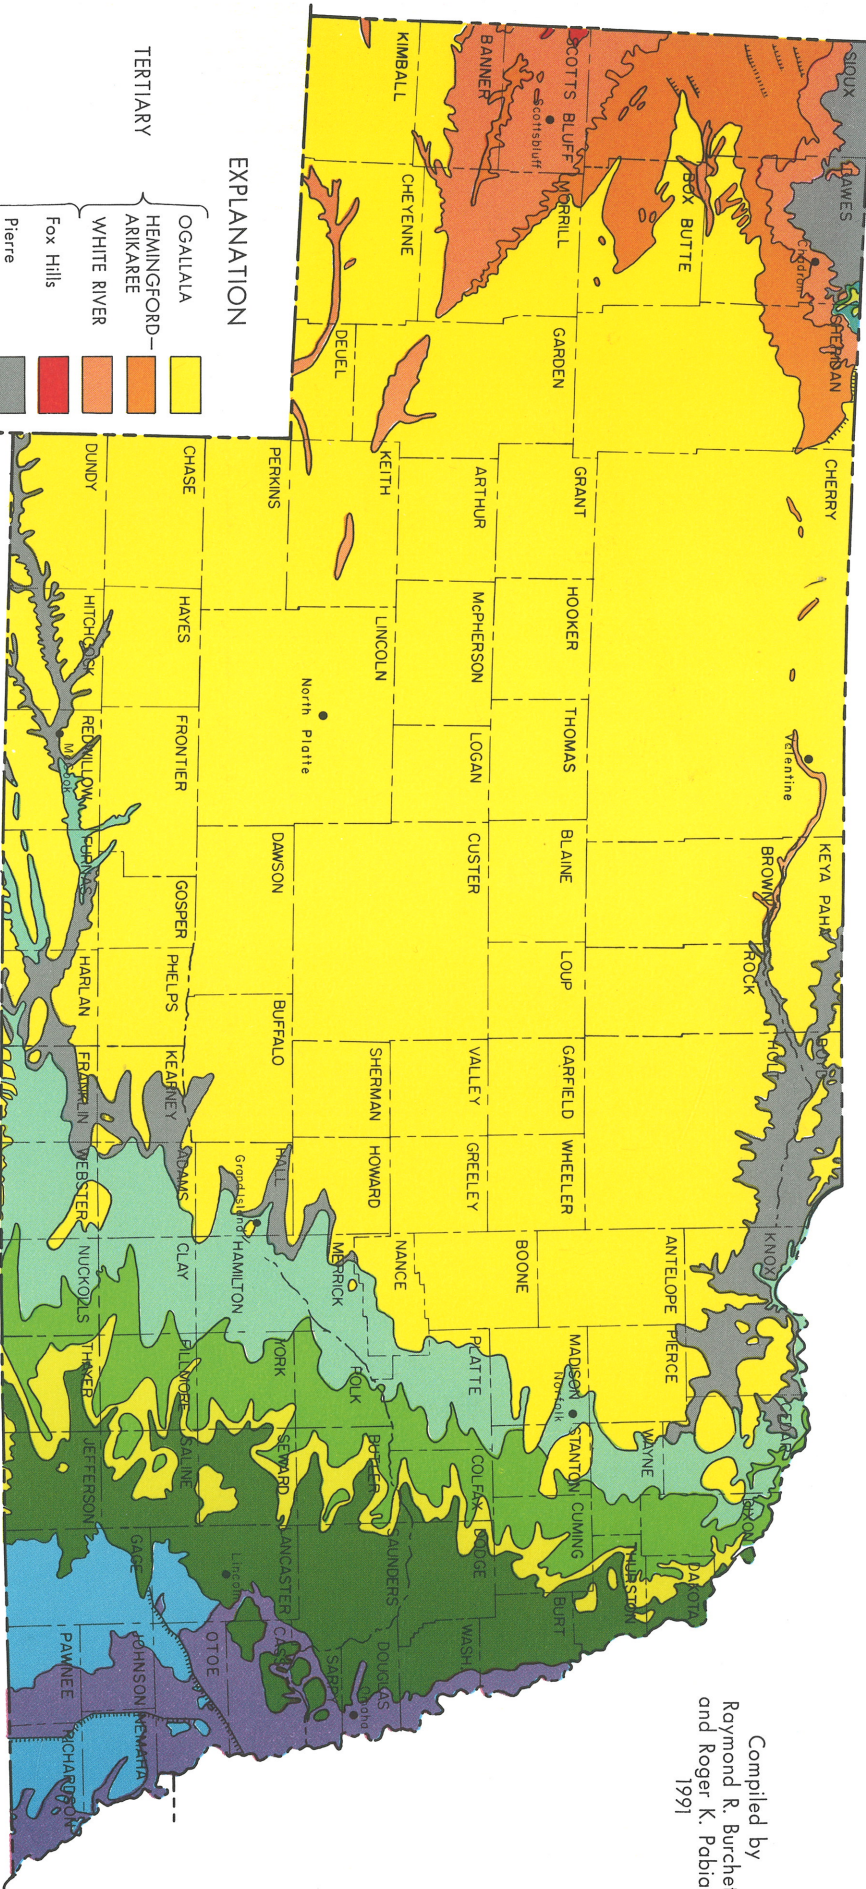 SIOUX
DAWES
SHERIDAN
CHERRY
KEYA PAHA
BOYD
Chadron
Valentine
BROWN
ROCK
HOLT
KNOX
CEDAR
DIXON
DAKOTA
BOX BUTTE
ANTELOPE
PIERCE
WAYNE
THURSTON
SCOTTS BLUFF
Scottsbluff
MORRILL
GARDEN
GRANT
HOOKER
THOMAS
BLAINE
LOUP
GARFIELD
WHEELER
BOONE
MADISON
Norfolk
STANTON
CUMING
BURT
BANNER
ARTHUR
McPHERSON
LOGAN
CUSTER
VALLEY
GREELEY
PLATTE
COLFAX
DODGE
WASH
KIMBALL
CHEYENNE
DEUEL
KEITH
LINCOLN
North Platte
SHERMAN
HOWARD
NANCE
MERRICK
POLK
BUTLER
SAUNDERS
DOUGLAS
Omaha
SARPY
PERKINS
DAWSON
BUFFALO
HALL
Grand Island
HAMILTON
YORK
SEWARD
LANCASTER
Lincoln
CASS
OTOE
CHASE
HAYES
FRONTIER
GOSPER
PHELPS
KEARNEY
ADAMS
CLAY
FILLMORE
SALINE
GAGE
JOHNSON
NEMAHA
DUNDY
HITCHCOCK
RED WILLOW
McCook
FURNAS
HARLAN
FRANKLIN
WEBSTER
NUCKOLLS
THAYER
JEFFERSON
PAWNEE
RICHARDSON
EXPLANATION
TERTIARY
OGALLALA
HEMINGFORD—
ARIKAREE
WHITE RIVER
Fox Hills
Pierre
Compiled by
Raymond R. Burchet
and Roger K. Pabia
1991